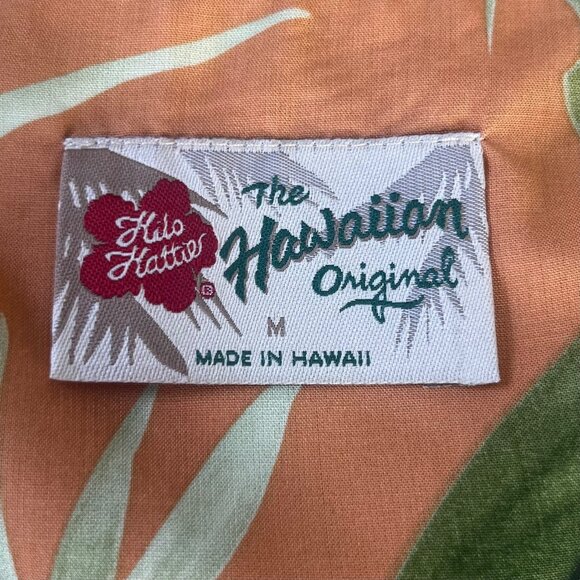 Hilo
Hattie®
The
Hawaiian
Original
M
MADE IN HAWAII